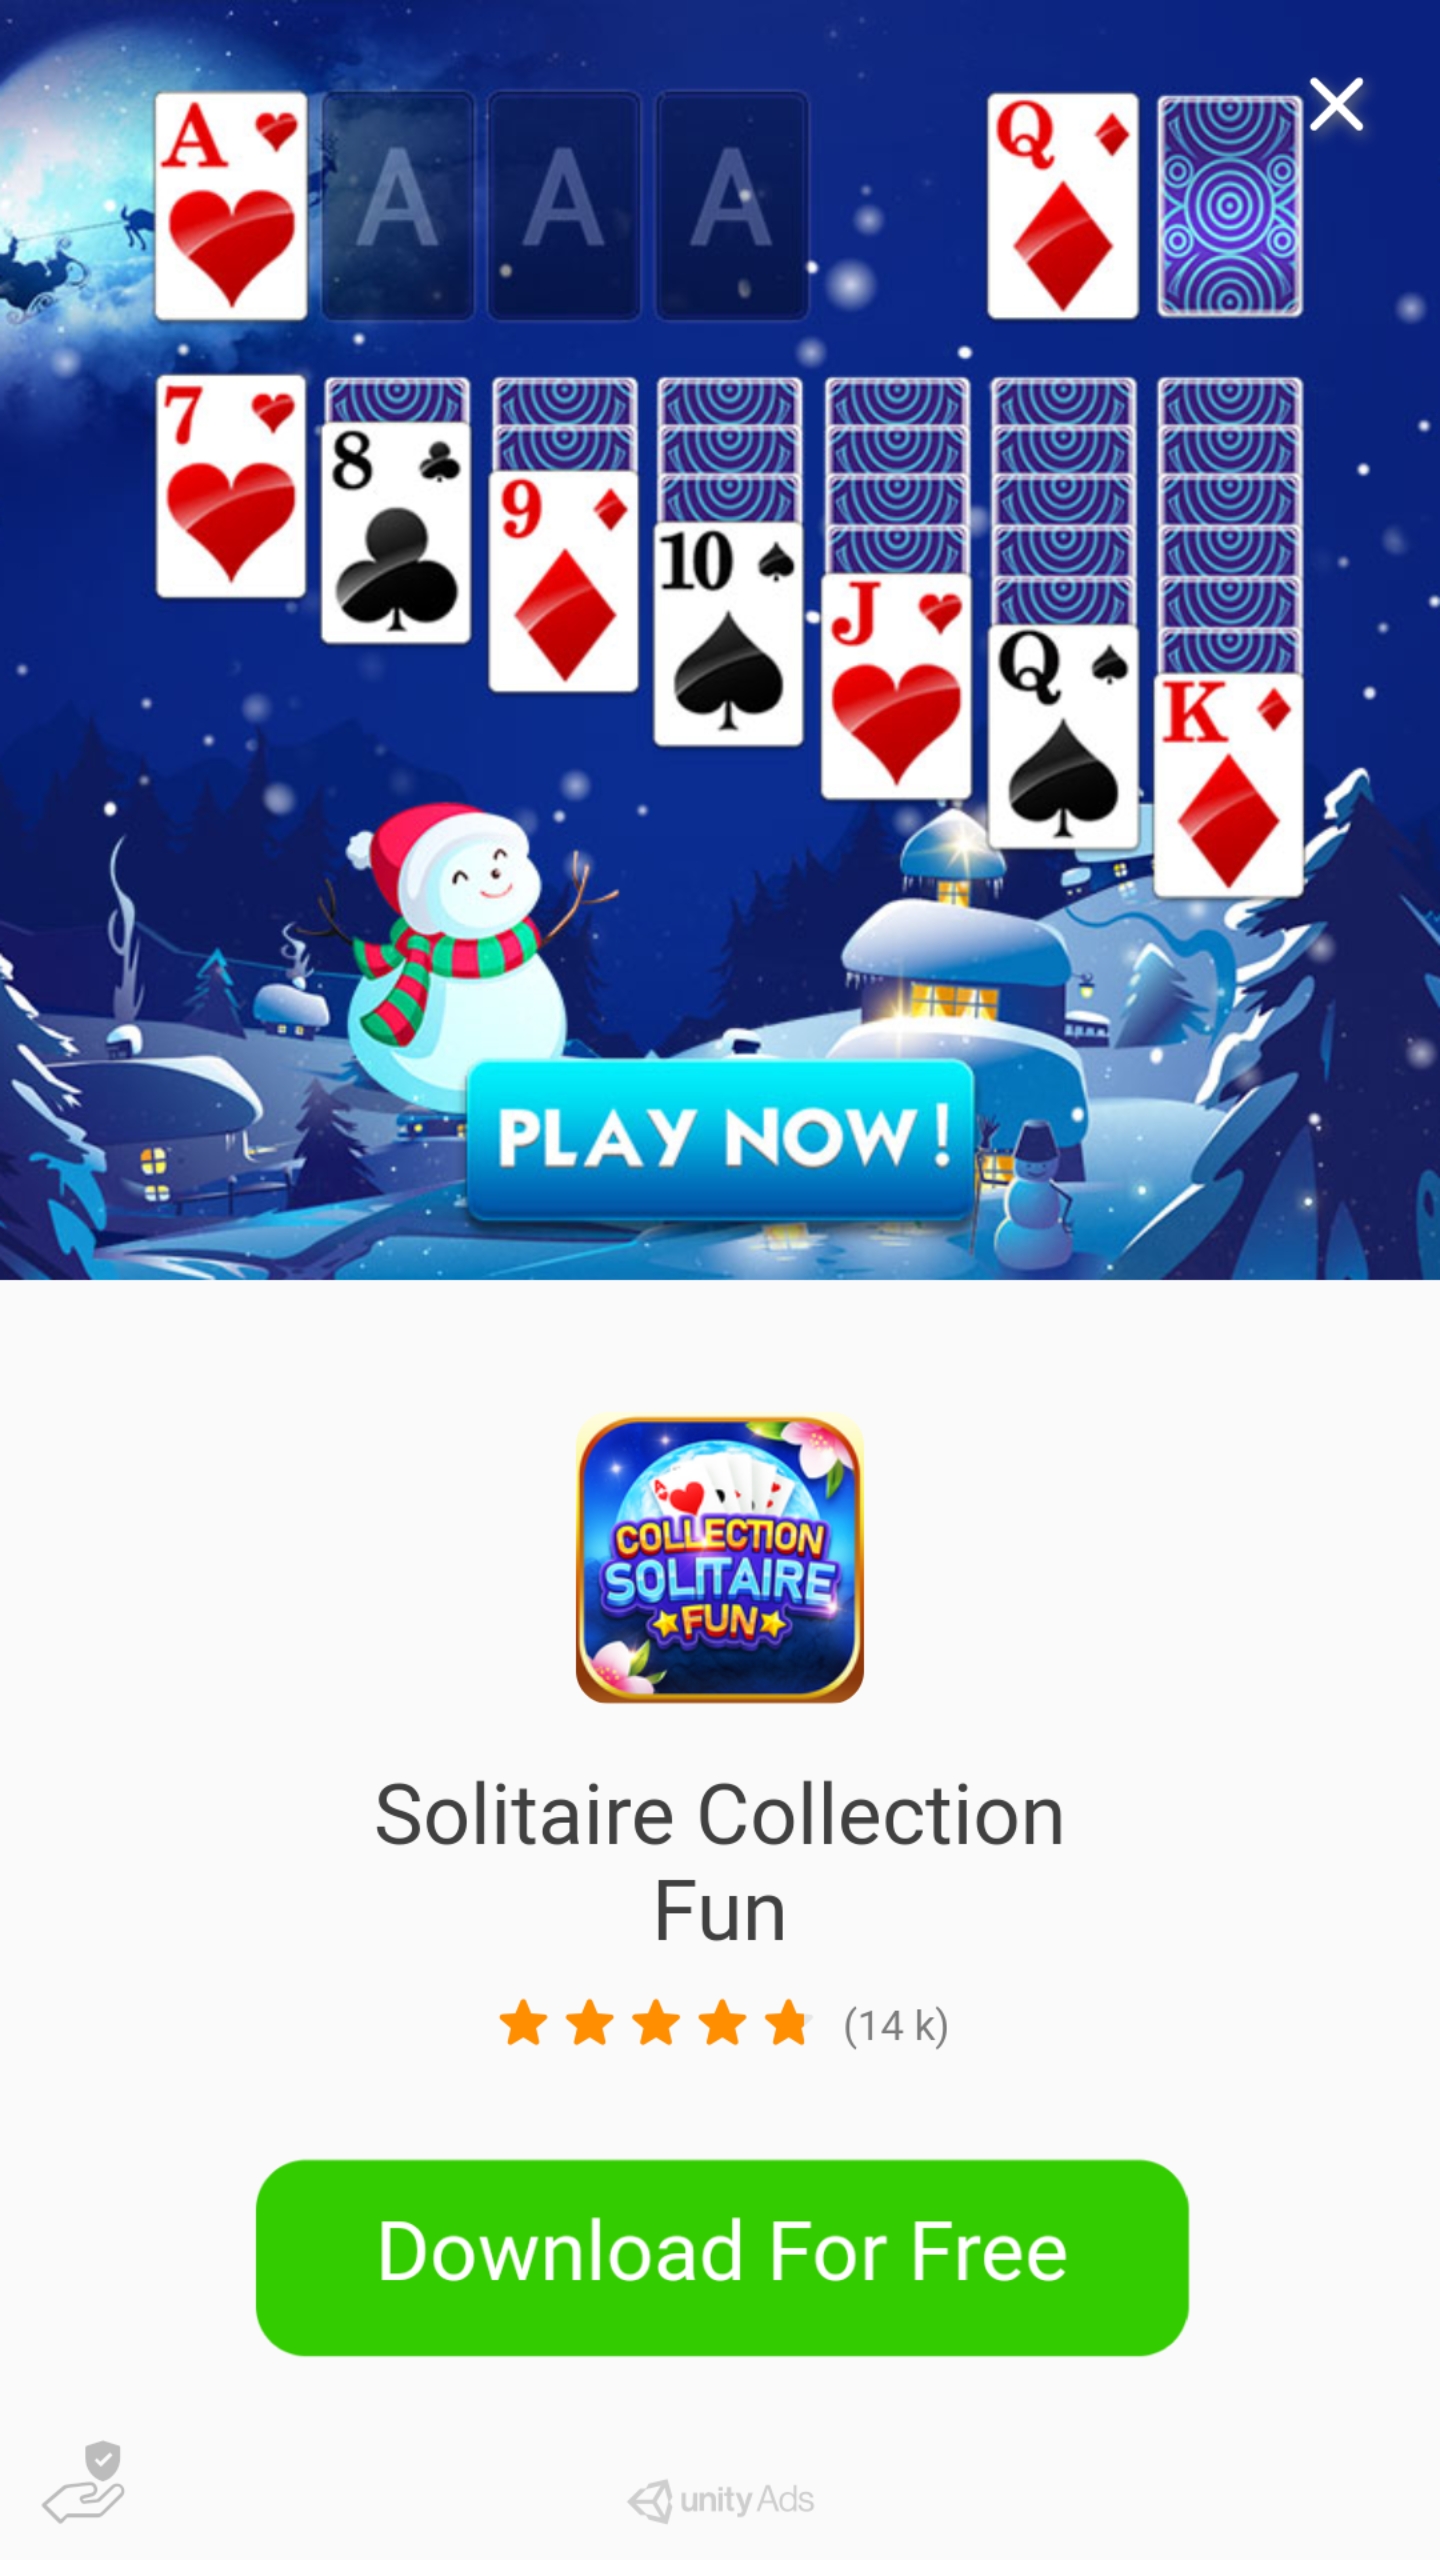 A A A A Q
7 8 9 10 J Q K
PLAY NOW!
COLLECTION
SOLITAIRE
FUN
Solitaire Collection
Fun
(14 k)
Download For Free
unity Ads